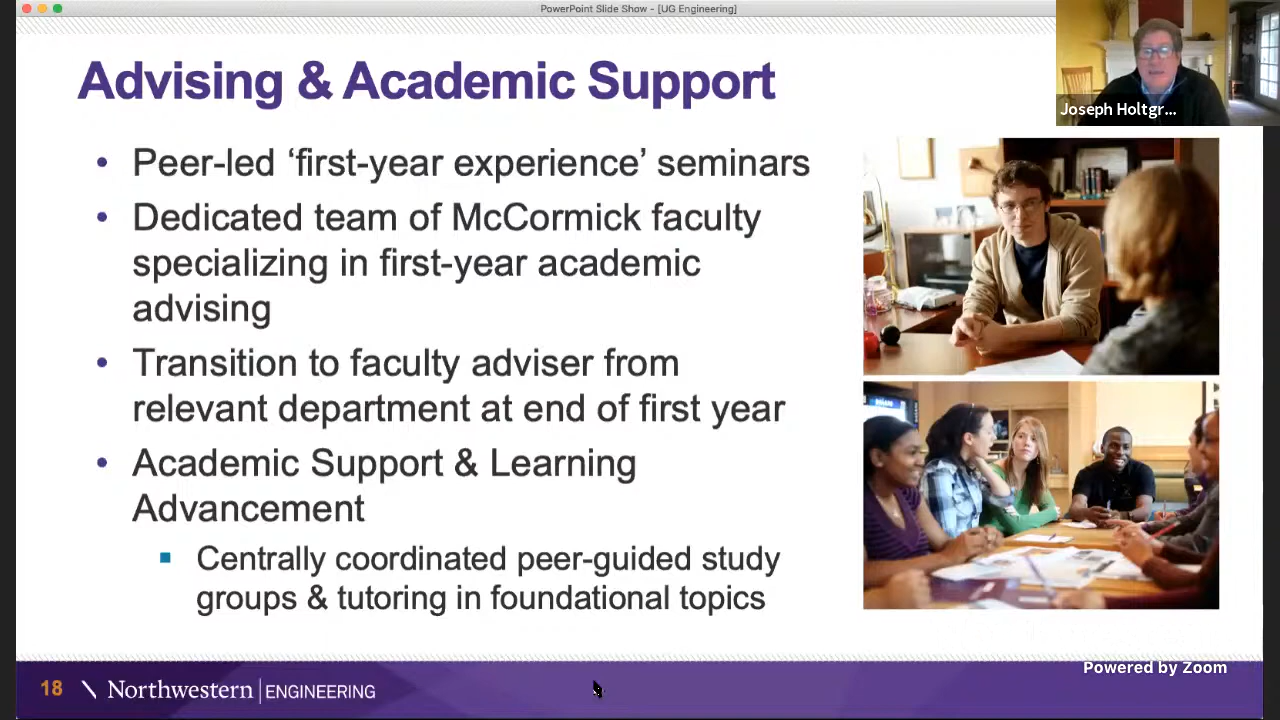 PowerPoint Slide Show - [UG Engineering]
Advising & Academic Support
Joseph Holtgr...
• Peer-led ‘first-year experience’ seminars
• Dedicated team of McCormick faculty
specializing in first-year academic
advising
• Transition to faculty adviser from
relevant department at end of first year
• Academic Support & Learning
Advancement
▪ Centrally coordinated peer-guided study
groups & tutoring in foundational topics
Powered by Zoom
18 \ Northwestern | ENGINEERING